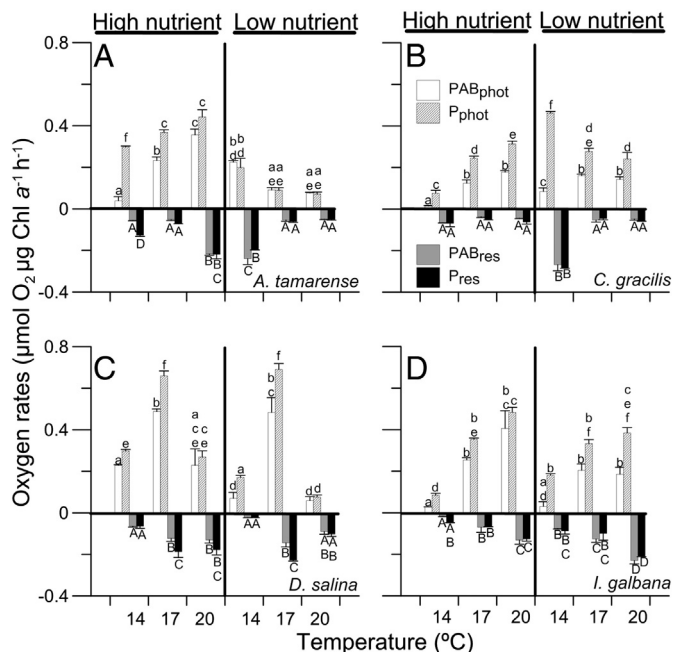 High nutrient Low nutrient High nutrient Low nutrient
Oxygen rates (µmol O₂ µg Chl a⁻¹ h⁻¹)
0.8
0.4
0
-0.4
A
a f b c c c b d b d a e a e a e a e
A D A A B B C C B A A A A
A. tamarense
B
PABphot
Pphot
a d b d b e c f b d e b d
A A A A A A B B A A A A
PABres
Pres
C. gracilis
0.8
0.4
0
-0.4
C
a e b f a c e c e d a b c f d d
A A B C B B C A A B C A B A B
D. salina
D
a d b b e b c c a d e b b f b c e f
A A B B B C C A B B C C B C D D
I. galbana
14 17 20 14 17 20 14 17 20 14 17 20
Temperature (ºC)